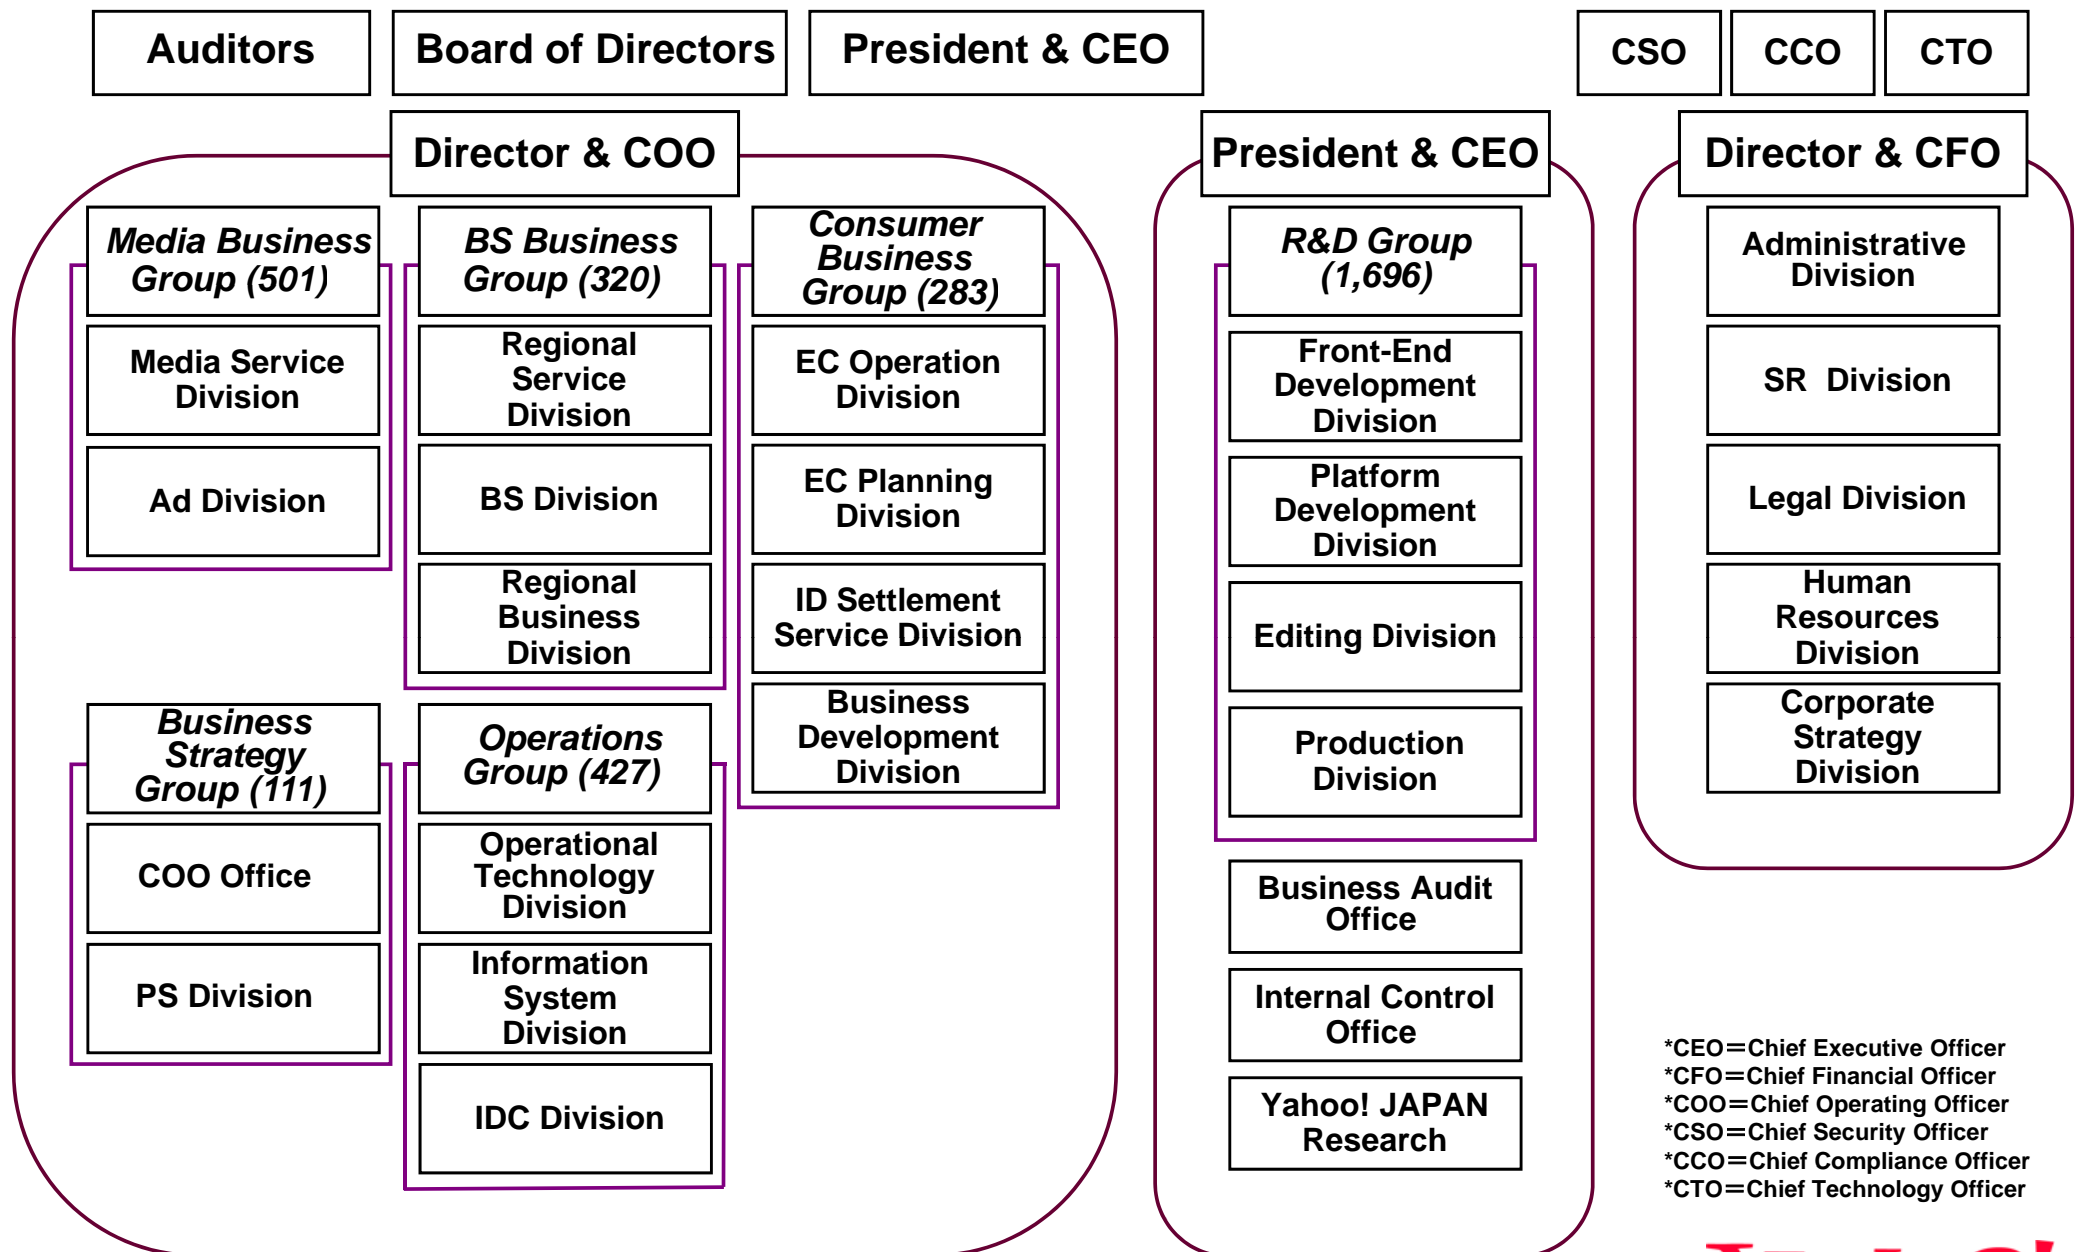 Auditors
Board of Directors
President & CEO
CSO
CCO
CTO
Director & COO
Media Business
Group (501)
Media Service
Division
Ad Division
BS Business
Group (320)
Regional
Service
Division
BS Division
Regional
Business
Division
Consumer
Business
Group (283)
EC Operation
Division
EC Planning
Division
ID Settlement
Service Division
Business
Development
Division
Business
Strategy
Group (111)
COO Office
PS Division
Operations
Group (427)
Operational
Technology
Division
Information
System
Division
IDC Division
President & CEO
R&D Group
(1,696)
Front-End
Development
Division
Platform
Development
Division
Editing Division
Production
Division
Business Audit
Office
Internal Control
Office
Yahoo! JAPAN
Research
Director & CFO
Administrative
Division
SR Division
Legal Division
Human
Resources
Division
Corporate
Strategy
Division
*CEO＝Chief Executive Officer
*CFO＝Chief Financial Officer
*COO＝Chief Operating Officer
*CSO＝Chief Security Officer
*CCO＝Chief Compliance Officer
*CTO＝Chief Technology Officer